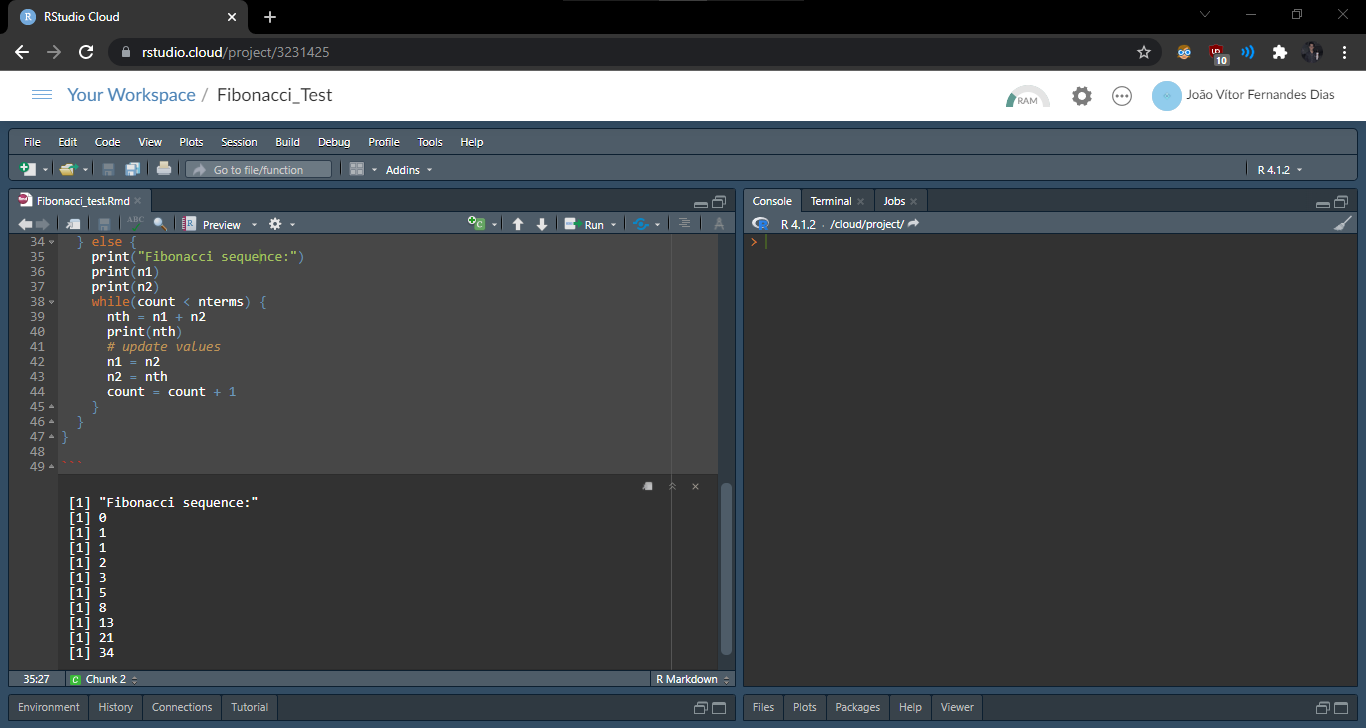 RStudio Cloud
rstudio.cloud/project/3231425
10
Your Workspace / Fibonacci_Test
RAM
João Vítor Fernandes Dias
File Edit Code View Plots Session Build Debug Profile Tools Help
Go to file/function Addins R 4.1.2
Fibonacci_test.Rmd
ABC Preview Run
34 } else {
35 print("Fibonacci sequence:")
36 print(n1)
37 print(n2)
38 while(count < nterms) {
39 nth = n1 + n2
40 print(nth)
41 # update values
42 n1 = n2
43 n2 = nth
44 count = count + 1
45 }
46 }
47 }
48
49 ```
[1] "Fibonacci sequence:"
[1] 0
[1] 1
[1] 1
[1] 2
[1] 3
[1] 5
[1] 8
[1] 13
[1] 21
[1] 34
35:27 C Chunk 2 R Markdown
Environment History Connections Tutorial
Console Terminal Jobs
R 4.1.2 . /cloud/project/
>
Files Plots Packages Help Viewer